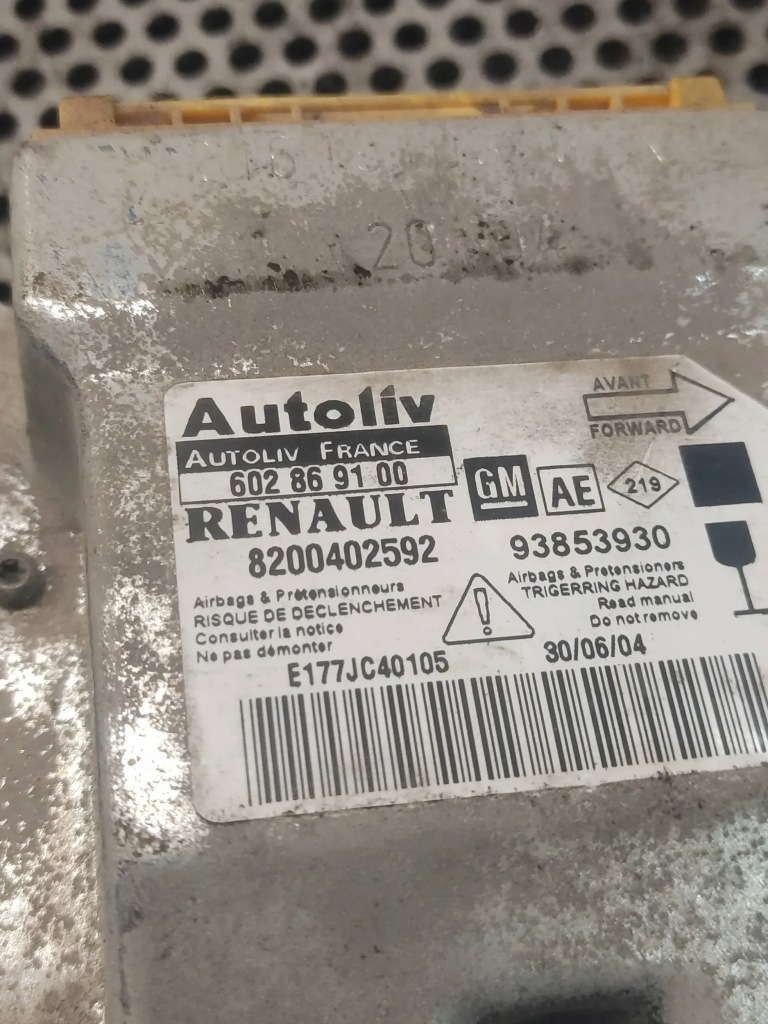 Autoliv
AVANT
FORWARD
AUTOLIV FRANCE
602 86 91 00
GM
AE
219
RENAULT
8200402592
93853930
Airbags & Prétensionneurs
RISQUE DE DECLENCHEMENT
Consulter la notice
Ne pas démonter
Airbags & Pretensioners
TRIGERRING HAZARD
Read manual
Do not remove
E177JC40105
30/06/04